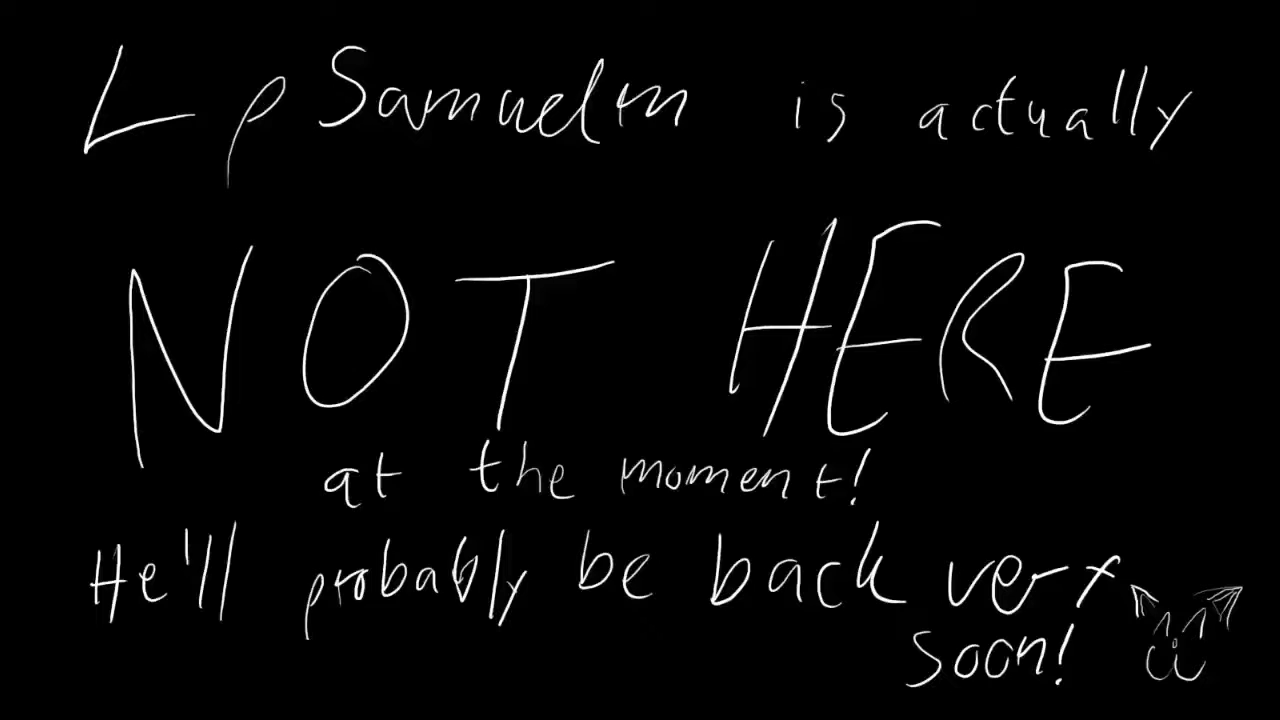 LpSamuelm is actually
NOT HERE
at the moment!
He'll probably be back very
soon!